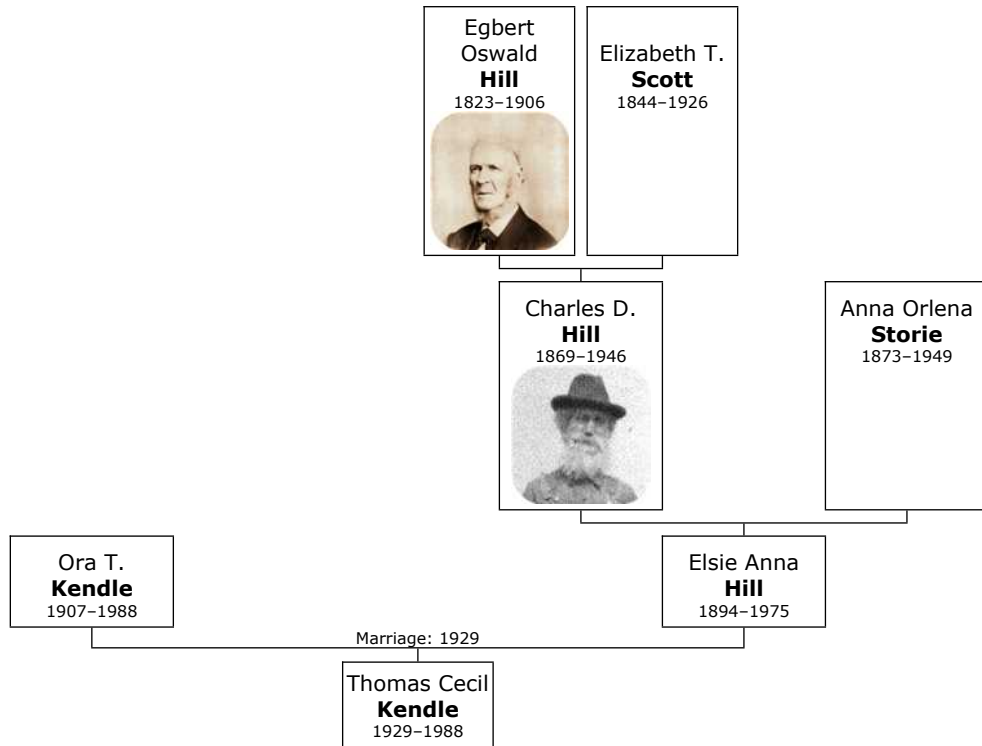 Egbert
Oswald
Hill
1823–1906
Elizabeth T.
Scott
1844–1926
Charles D.
Hill
1869–1946
Anna Orlena
Storie
1873–1949
Ora T.
Kendle
1907–1988
Elsie Anna
Hill
1894–1975
Marriage: 1929
Thomas Cecil
Kendle
1929–1988